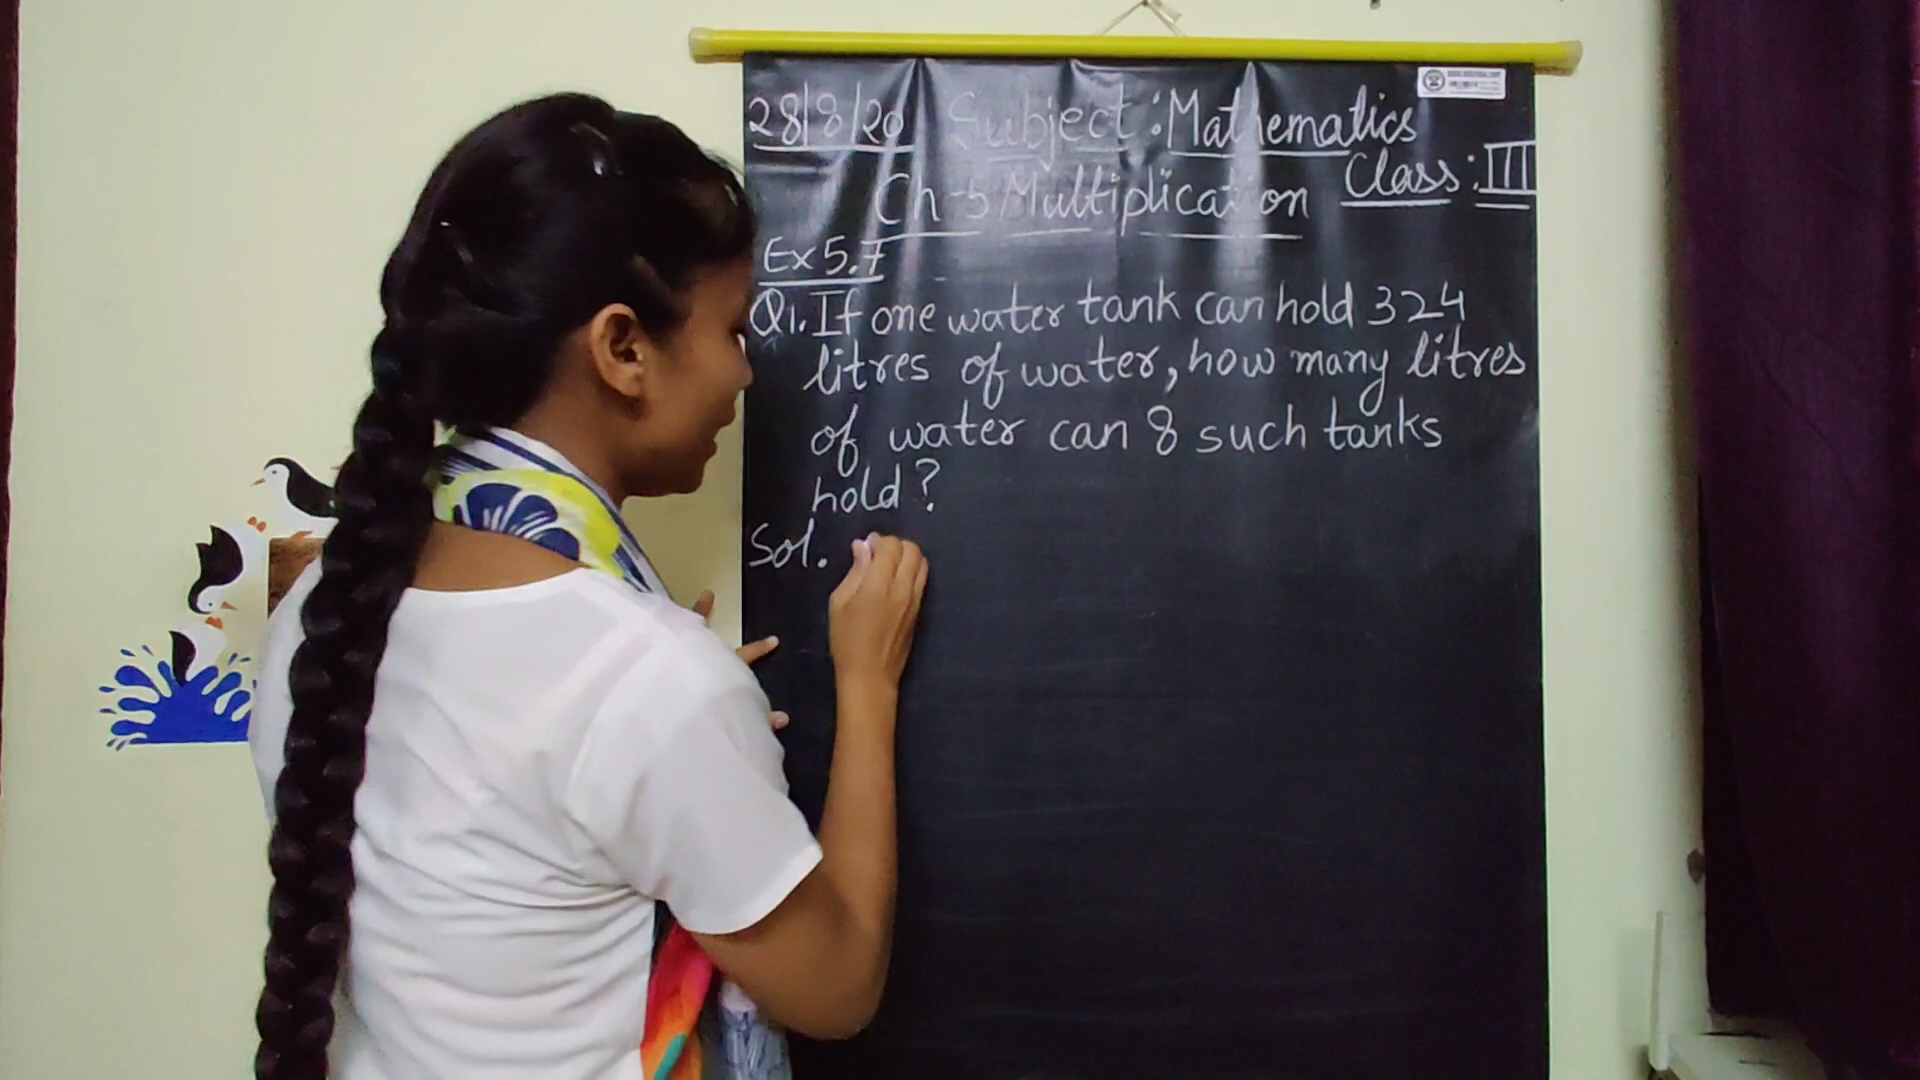 28/8/20 Subject: Mathematics
Class: III
Ch-5 Multiplication
Ex 5.7
Q1. If one water tank can hold 324
litres of water, how many litres
of water can 8 such tanks
hold?
Sol.